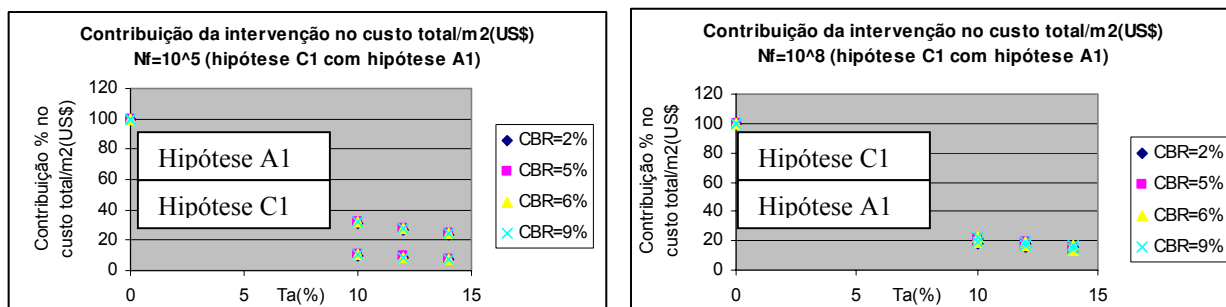 Contribuição da intervenção no custo total/m2(US$)
Nf=10^5 (hipótese C1 com hipótese A1)
Contribuição % no
custo total/m2(US$
120
100
80
60
40
20
0
Hipótese A1
Hipótese C1
0
5
10
15
Ta(%)
CBR=2%
CBR=5%
CBR=6%
CBR=9%
Contribuição da intervenção no custo total/m2(US$)
Nf=10^8 (hipótese C1 com hipótese A1)
Contribuição % no
custo total/m2(US$
120
100
80
60
40
20
0
Hipótese C1
Hipótese A1
0
5
10
15
Ta(%)
CBR=2%
CBR=5%
CBR=6%
CBR=9%